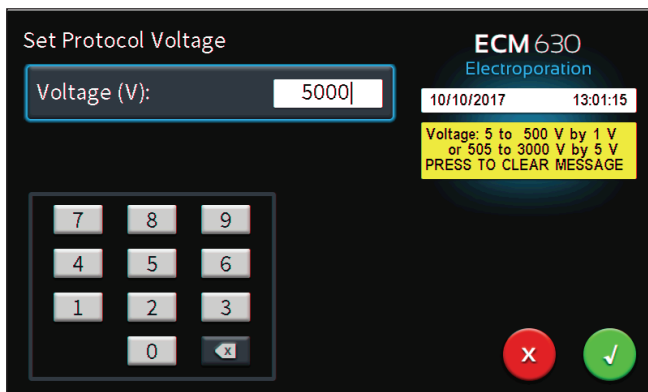 Set Protocol Voltage
Voltage (V): 5000
ECM 630
Electroporation
10/10/2017 13:01:15
Voltage: 5 to 500 V by 1 V
or 505 to 3000 V by 5 V
PRESS TO CLEAR MESSAGE
7 8 9
4 5 6
1 2 3
0 x
x √